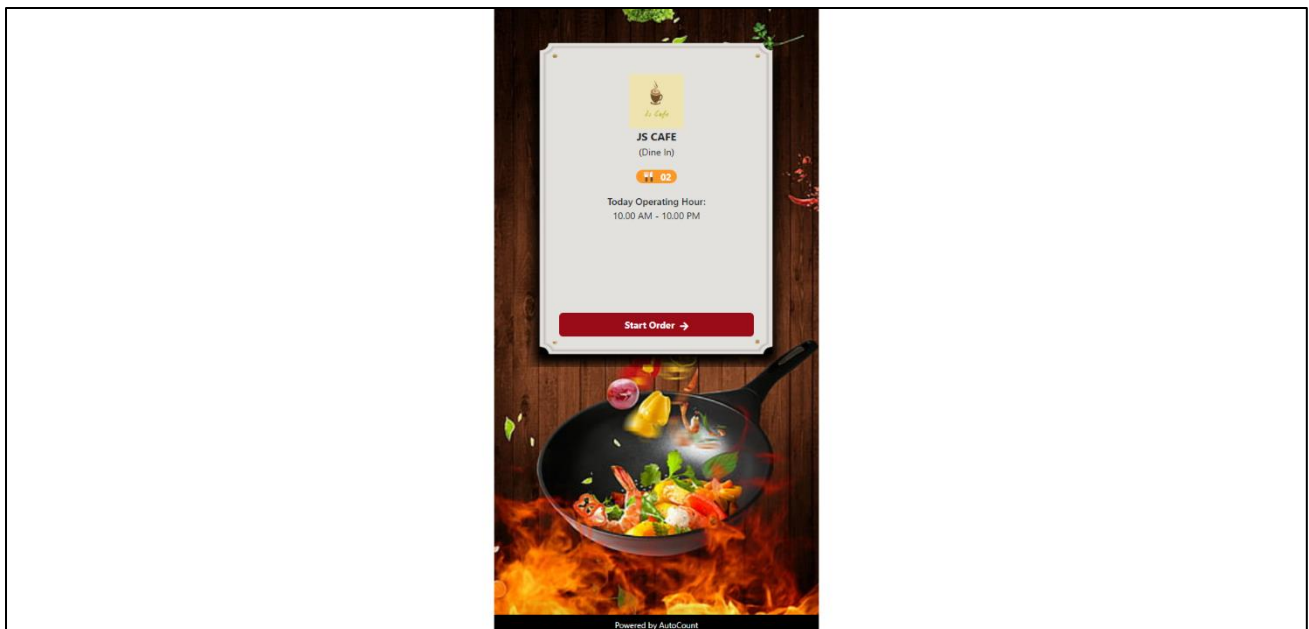 Js Cafe
JS CAFE
(Dine In)
02
Today Operating Hour:
10.00 AM - 10.00 PM
Start Order →
Powered by AutoCount